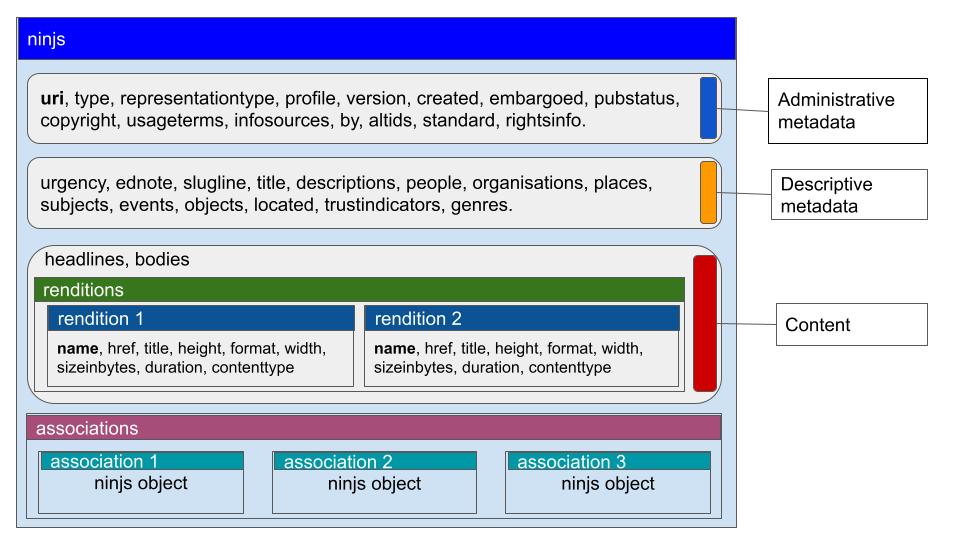 ninjs
uri, type, representationtype, profile, version, created, embargoed, pubstatus,
copyright, usageterms, infosources, by, altids, standard, rightsinfo.
Administrative
metadata
urgency, ednote, slugline, title, descriptions, people, organisations, places,
subjects, events, objects, located, trustindicators, genres.
Descriptive
metadata
headlines, bodies
renditions
rendition 1
name, href, title, height, format, width,
sizeinbytes, duration, contenttype
rendition 2
name, href, title, height, format, width,
sizeinbytes, duration, contenttype
Content
associations
association 1
ninjs object
association 2
ninjs object
association 3
ninjs object